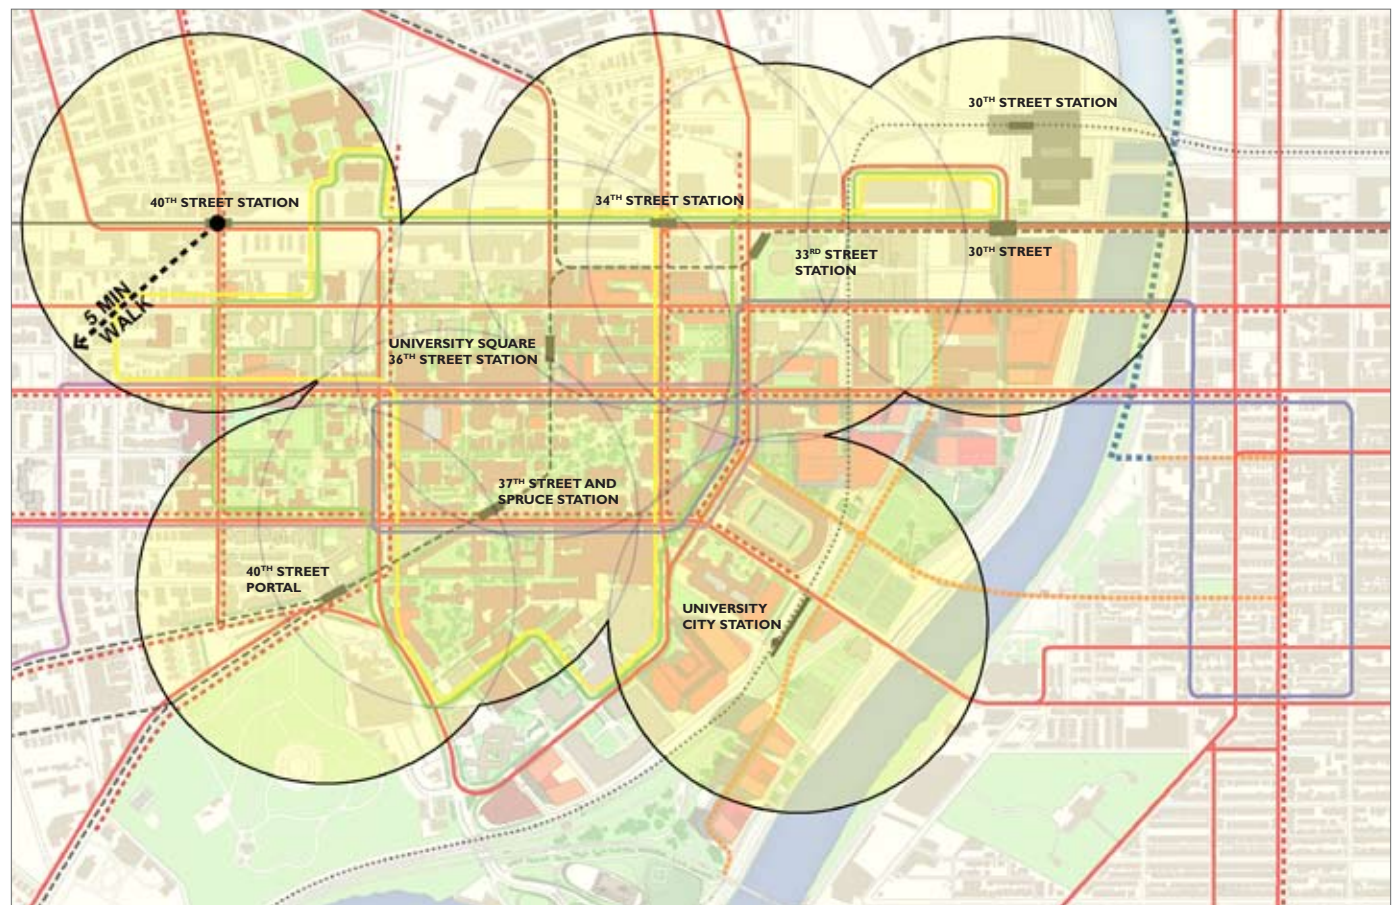 30TH STREET STATION
40TH STREET STATION
34TH STREET STATION
33RD STREET
STATION
30TH STREET
5 MIN
WALK
UNIVERSITY SQUARE
36TH STREET STATION
37TH STREET AND
SPRUCE STATION
40TH STREET
PORTAL
UNIVERSITY
CITY STATION